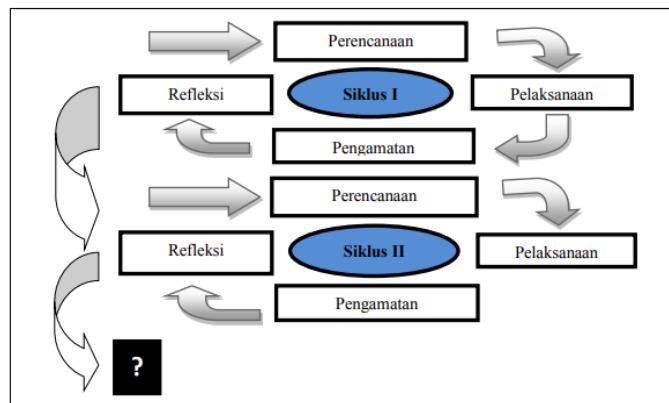 Perencanaan
Refleksi
Siklus I
Pelaksanaan
Pengamatan
Perencanaan
Refleksi
Siklus II
Pelaksanaan
Pengamatan
?